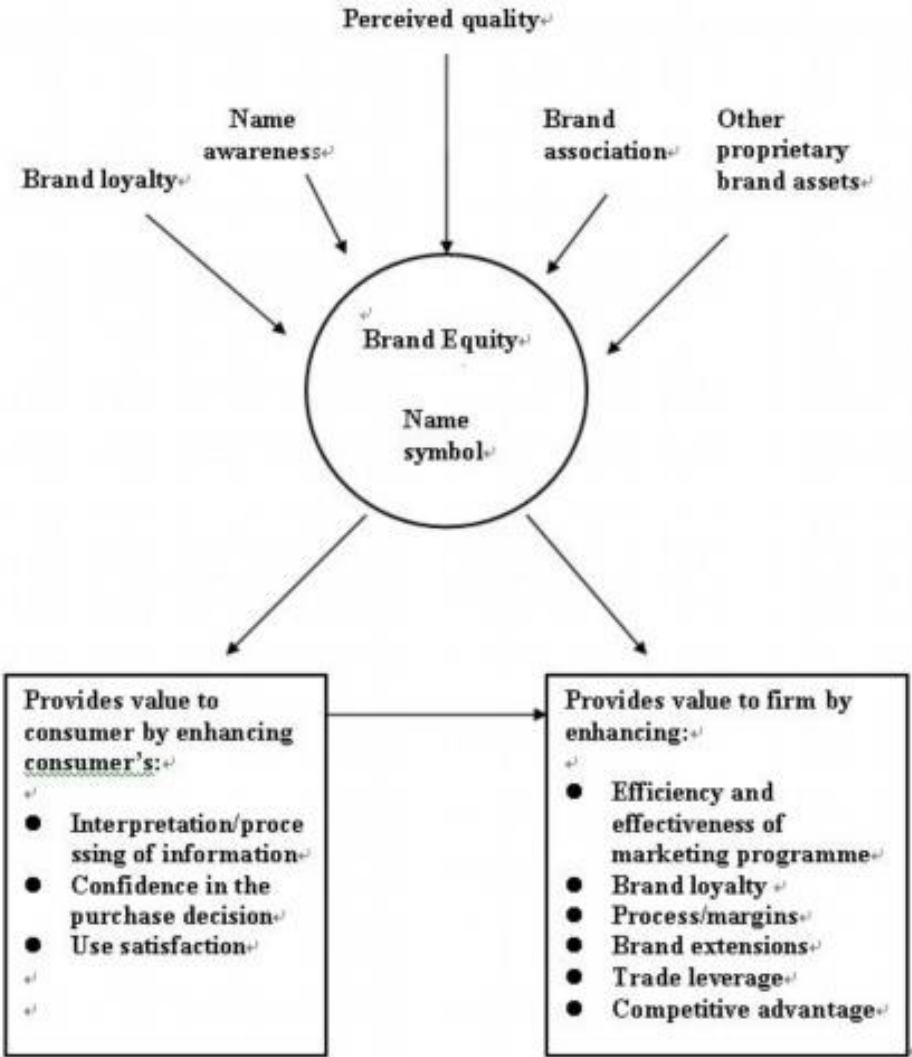 Perceived quality
Name
awareness
Brand
association
Other
proprietary
brand assets
Brand loyalty
Brand Equity
Name
symbol
Provides value to
consumer by enhancing
consumer's:
● Interpretation/proce
ssing of information
● Confidence in the
purchase decision
● Use satisfaction
Provides value to firm by
enhancing:
● Efficiency and
effectiveness of
marketing programme
● Brand loyalty
● Process/margins
● Brand extensions
● Trade leverage
● Competitive advantage